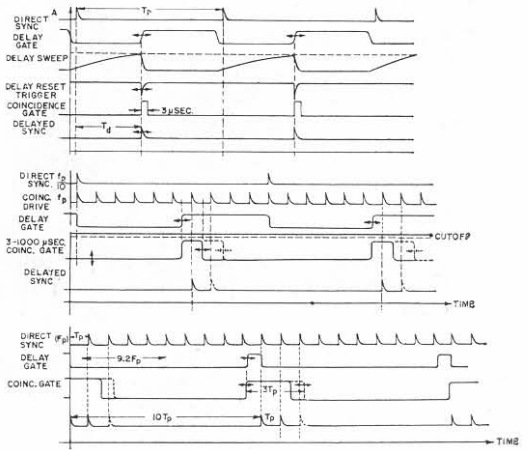 A
DIRECT
SYNC
Tp
DELAY
GATE
DELAY SWEEP
DELAY RESET
TRIGGER
COINCIDENCE
GATE
3 µSEC.
DELAYED
SYNC
Td
DIRECT fp
SYNC. 10
COINC. fp
DRIVE
DELAY
GATE
CUTOFF
3-1000 µSEC.
COINC. GATE
DELAYED
SYNC
TIME
DIRECT (Fp)
SYNC
Tp
DELAY
GATE
9.2Fp
COINC. GATE
3Tp
10Tp
Tp
TIME